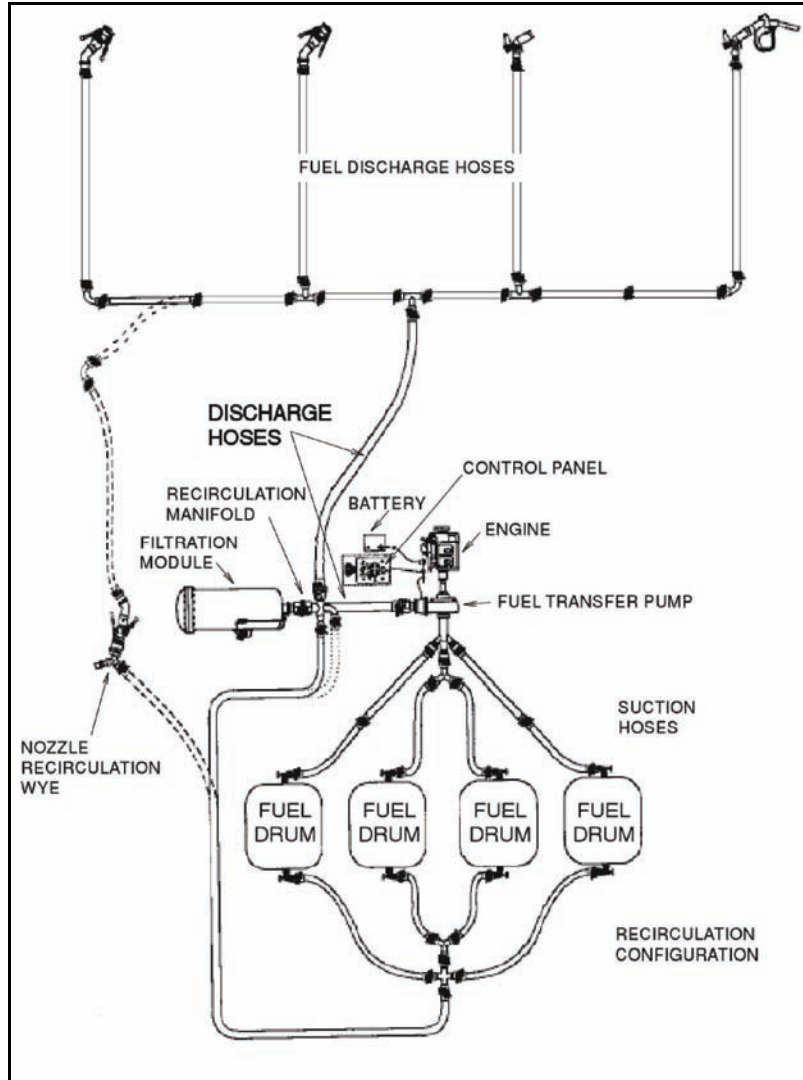 FUEL DISCHARGE HOSES
DISCHARGE
HOSES
CONTROL PANEL
RECIRCULATION
MANIFOLD
BATTERY
ENGINE
FILTRATION
MODULE
FUEL TRANSFER PUMP
SUCTION
HOSES
NOZZLE
RECIRCULATION
WYE
FUEL
DRUM
FUEL
DRUM
FUEL
DRUM
FUEL
DRUM
RECIRCULATION
CONFIGURATION